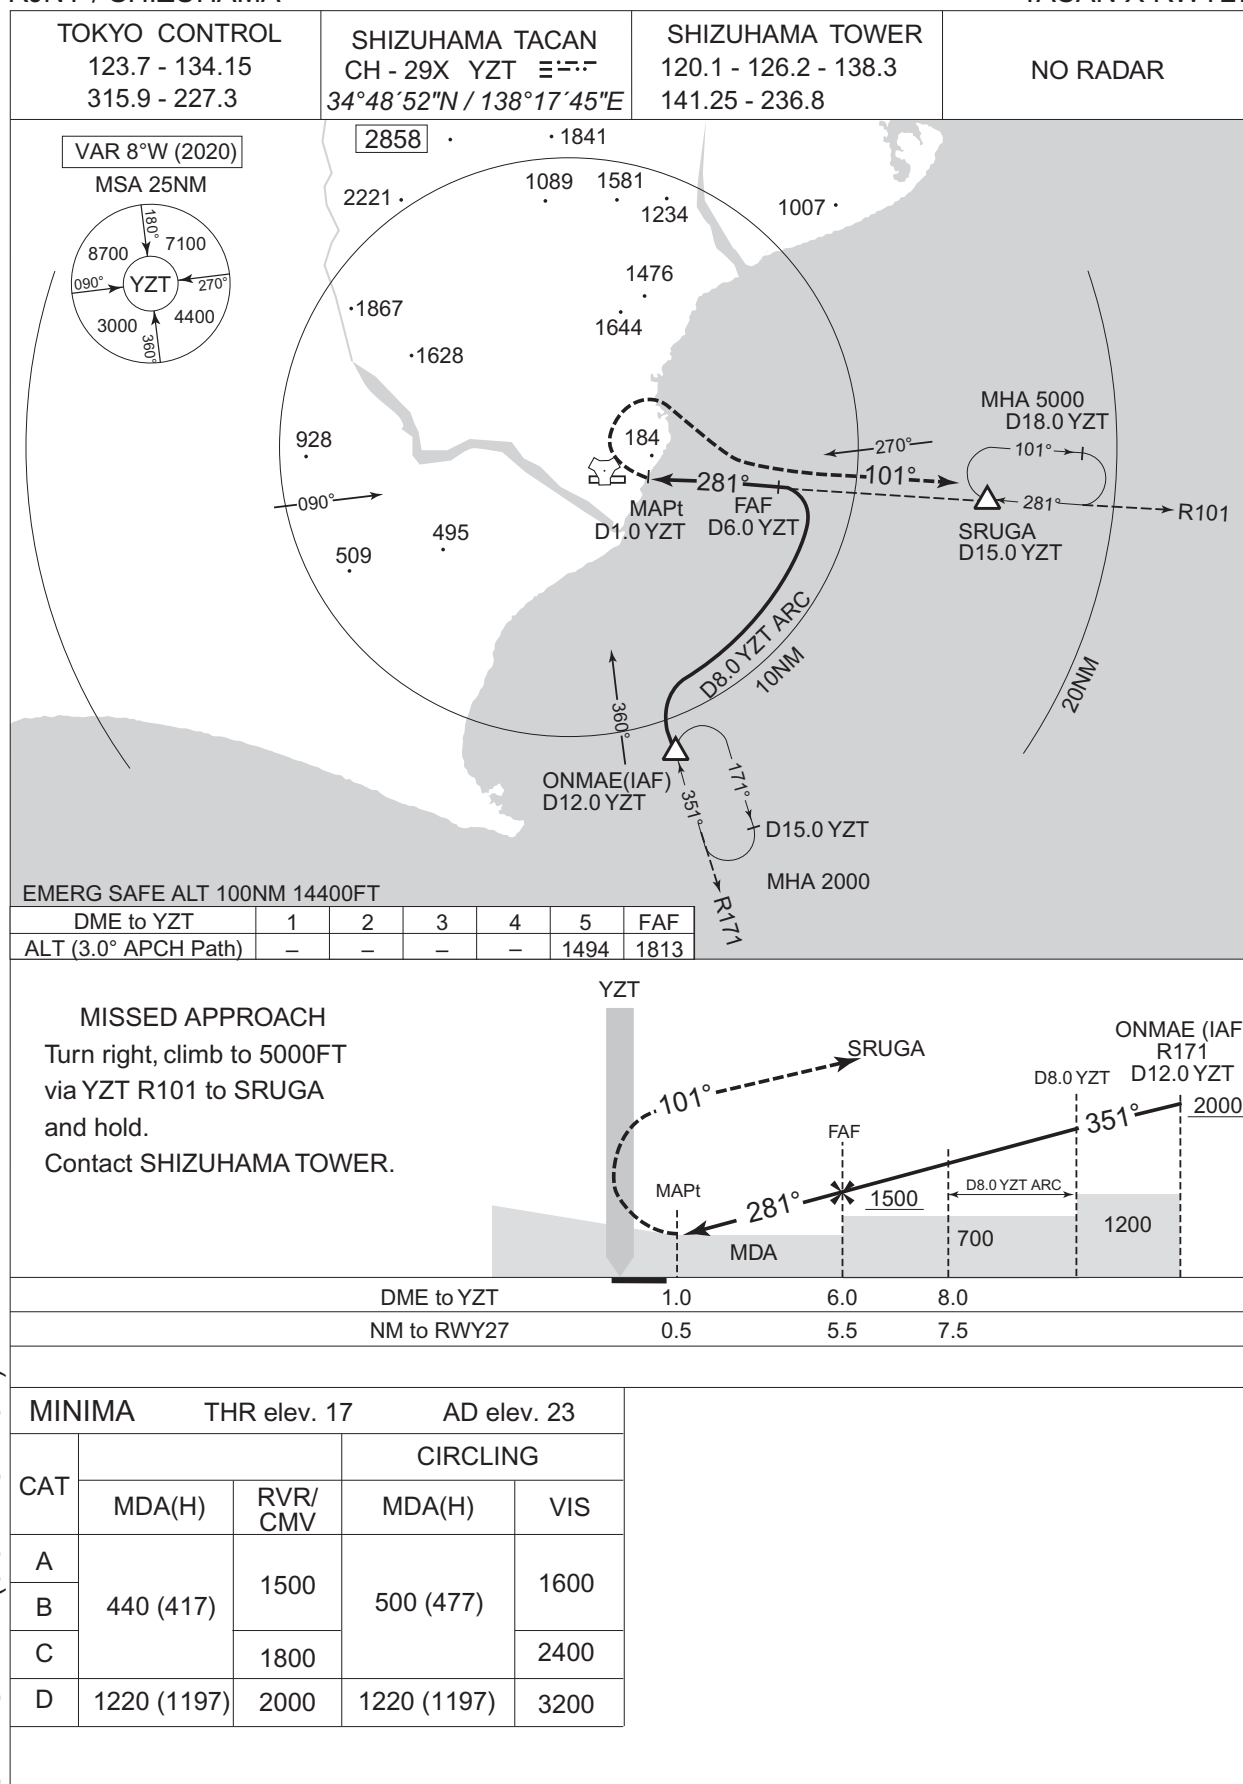 TOKYO CONTROL
123.7 - 134.15
315.9 - 227.3
SHIZUHAMA TACAN
CH - 29X YZT
34°48´52"N / 138°17´45"E
SHIZUHAMA TOWER
120.1 - 126.2 - 138.3
141.25 - 236.8
NO RADAR
VAR 8°W (2020)
MSA 25NM
180°
8700
7100
090°
YZT
270°
3000
4400
360°
2858
1841
2221
1089
1581
1234
1007
1476
1867
1644
1628
928
184
MHA 5000
D18.0 YZT
270°
101°
101°
281°
281°
R101
090°
MAPt
D1.0 YZT
FAF
D6.0 YZT
SRUGA
D15.0 YZT
495
509
D8.0 YZT ARC
10NM
20NM
360°
ONMAE(IAF)
D12.0 YZT
171°
351°
D15.0 YZT
MHA 2000
R171
EMERG SAFE ALT 100NM 14400FT
DME to YZT 1 2 3 4 5 FAF
ALT (3.0° APCH Path) – – – – 1494 1813
MISSED APPROACH
Turn right, climb to 5000FT
via YZT R101 to SRUGA
and hold.
Contact SHIZUHAMA TOWER.
YZT
SRUGA
101°
ONMAE (IAF
R171
D12.0 YZT
D8.0 YZT
2000
351°
FAF
MAPt
281°
1500
D8.0 YZT ARC
MDA
700
1200
DME to YZT 1.0 6.0 8.0
NM to RWY27 0.5 5.5 7.5
MINIMA THR elev. 17 AD elev. 23
CAT
CIRCLING
MDA(H) RVR/CMV MDA(H) VIS
A
B
440 (417) 1500 500 (477) 1600
C 1800 2400
D 1220 (1197) 2000 1220 (1197) 3200